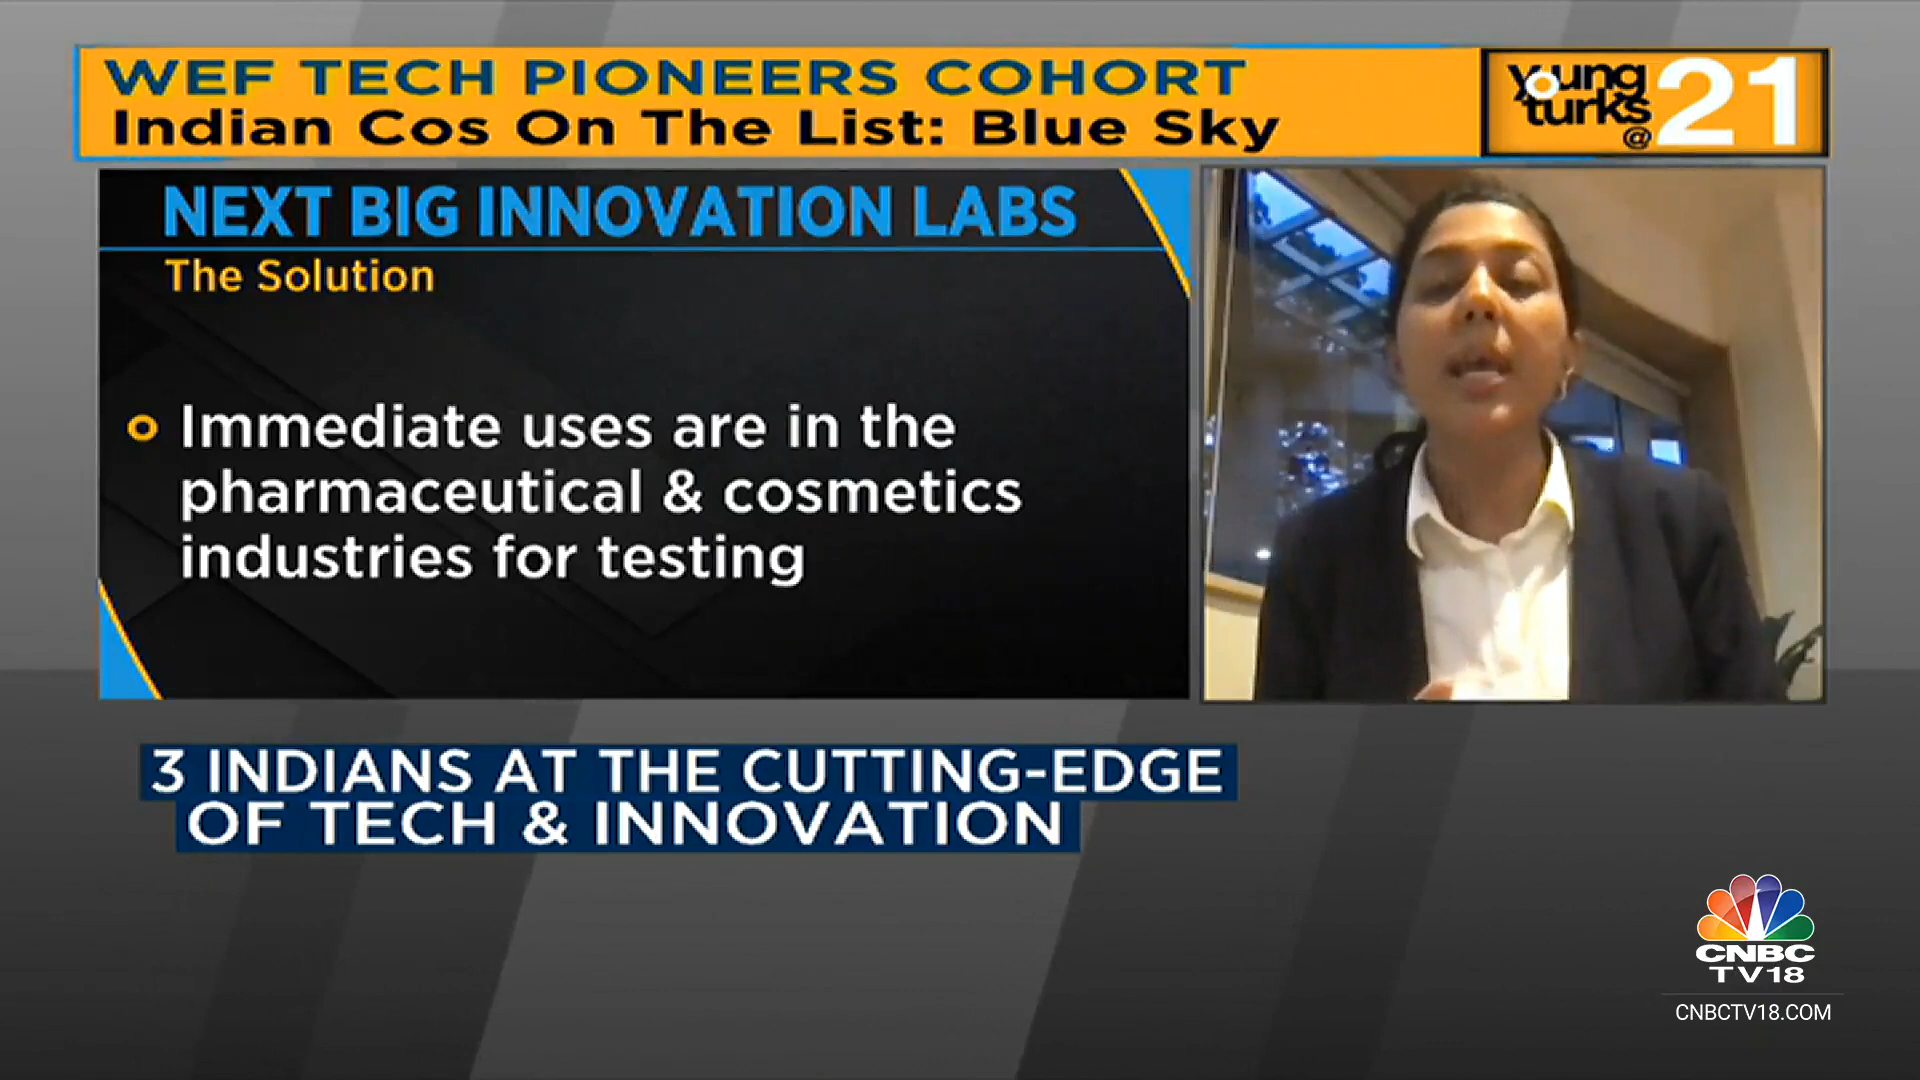 WEF TECH PIONEERS COHORT
Indian Cos On The List: Blue Sky
young
turks
@21
NEXT BIG INNOVATION LABS
The Solution
Immediate uses are in the
pharmaceutical & cosmetics
industries for testing
3 INDIANS AT THE CUTTING-EDGE
OF TECH & INNOVATION
CNBC
TV18
CNBCTV18.COM